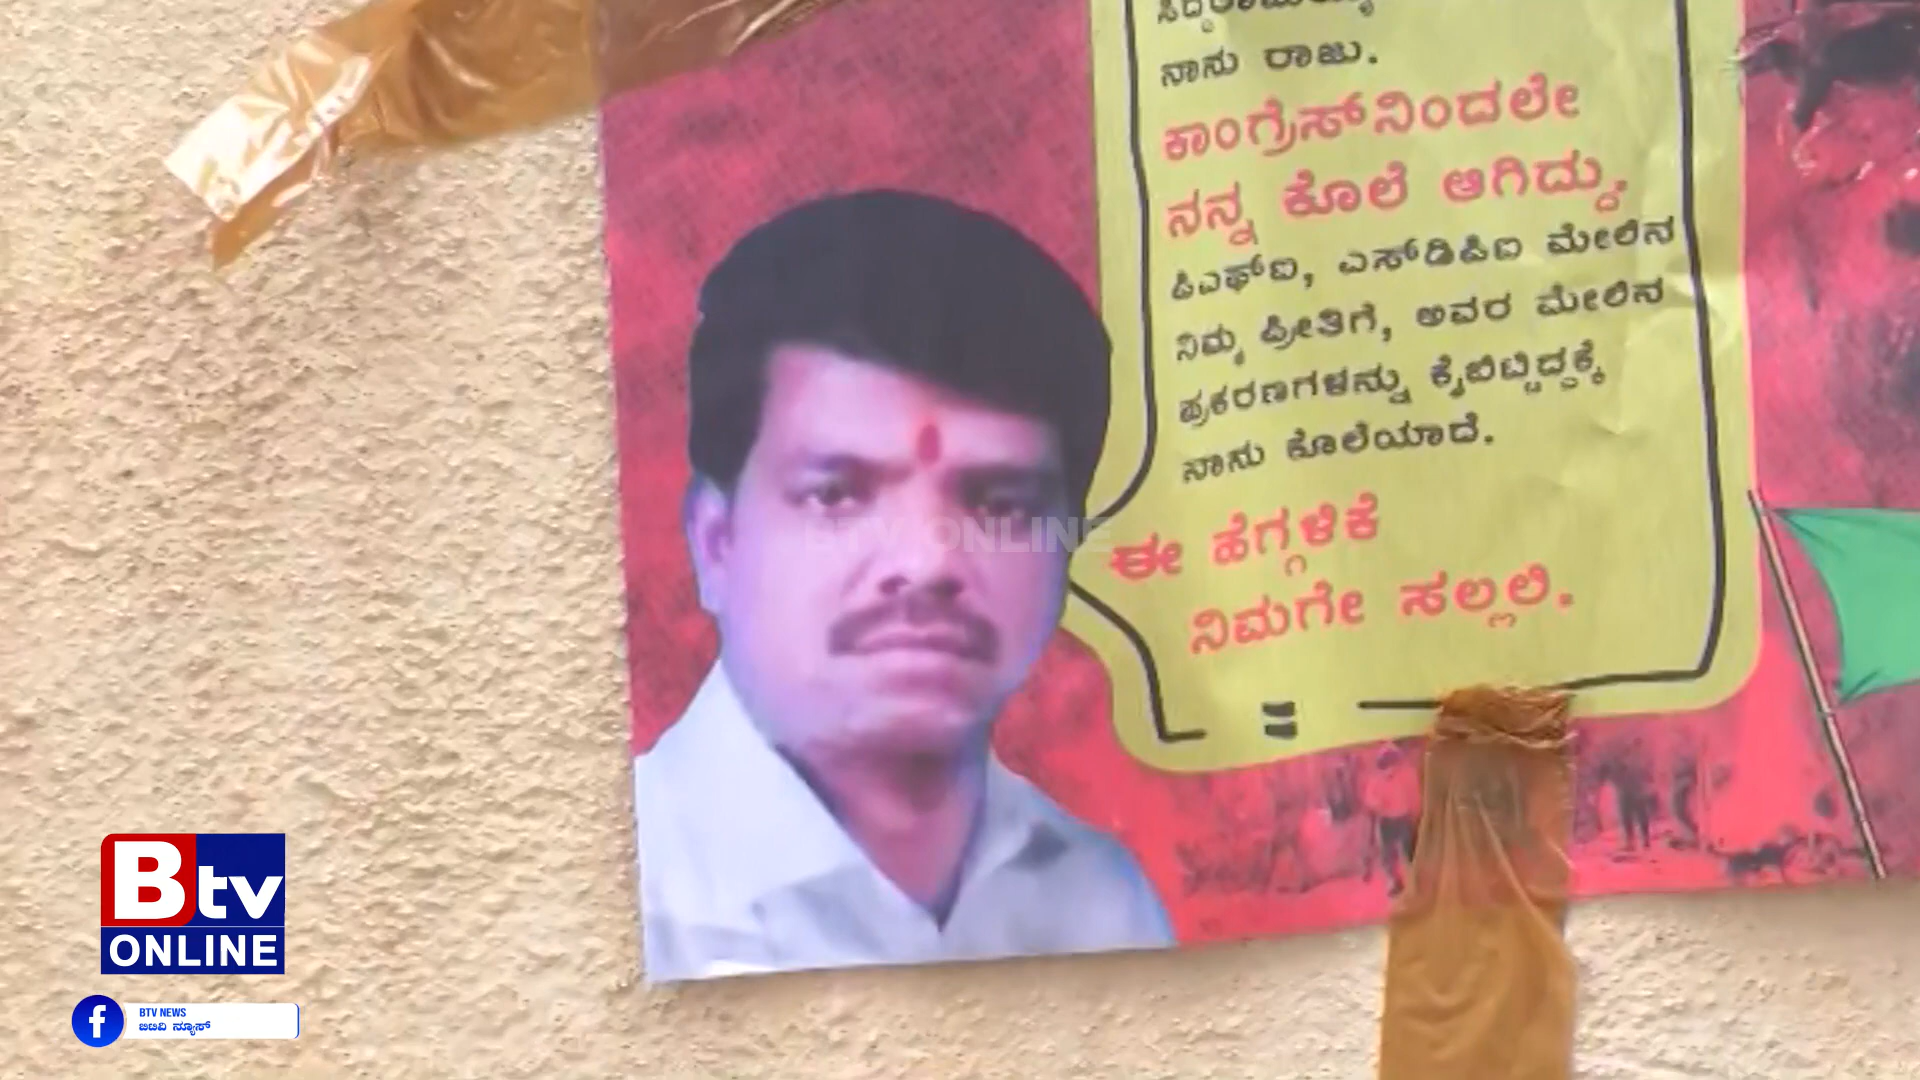 ನಾನು ರಾಜು.
ಕಾಂಗ್ರೆಸ್‌ನಿಂದಲೇ
ನನ್ನ ಕೊಲೆ ಆಗಿದ್ದು
ಪಿಎಫ್ಐ, ಎಸ್‌ಡಿಪಿಐ ಮೇಲಿನ
ನಿಮ್ಮ ಪ್ರೀತಿಗೆ, ಅವರ ಮೇಲಿನ
ಪ್ರಕರಣಗಳನ್ನು ಕೈಬಿಟ್ಟಿದ್ದಕ್ಕೆ
ನಾನು ಕೊಲೆಯಾದೆ.
ಈ ಹೆಗ್ಗಳಿಕೆ
ನಿಮಗೇ ಸಲ್ಲಲಿ.
BTV ONLINE
Btv
ONLINE
BTV NEWS
ಬಿಟಿವಿ ನ್ಯೂಸ್